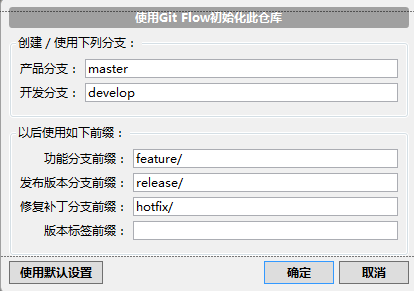 使用Git Flow初始化此仓库
创建 / 使用下列分支：
产品分支： master
开发分支： develop
以后使用如下前缀：
功能分支前缀： feature/
发布版本分支前缀： release/
修复补丁分支前缀： hotfix/
版本标签前缀：
使用默认设置 确定 取消